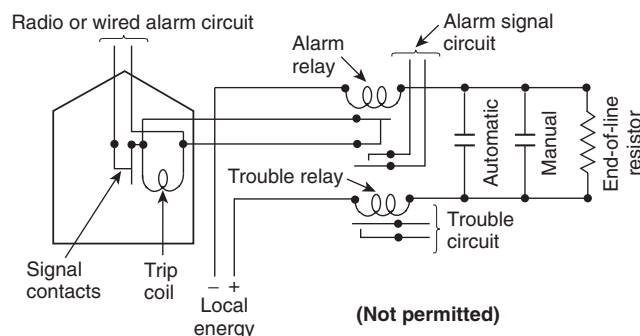 Radio or wired alarm circuit
Alarm signal
circuit
Alarm
relay
Automatic
Manual
End-of-line
resistor
Trouble relay
Trouble
circuit
Signal
contacts
Trip
coil
– +
Local
energy
(Not permitted)